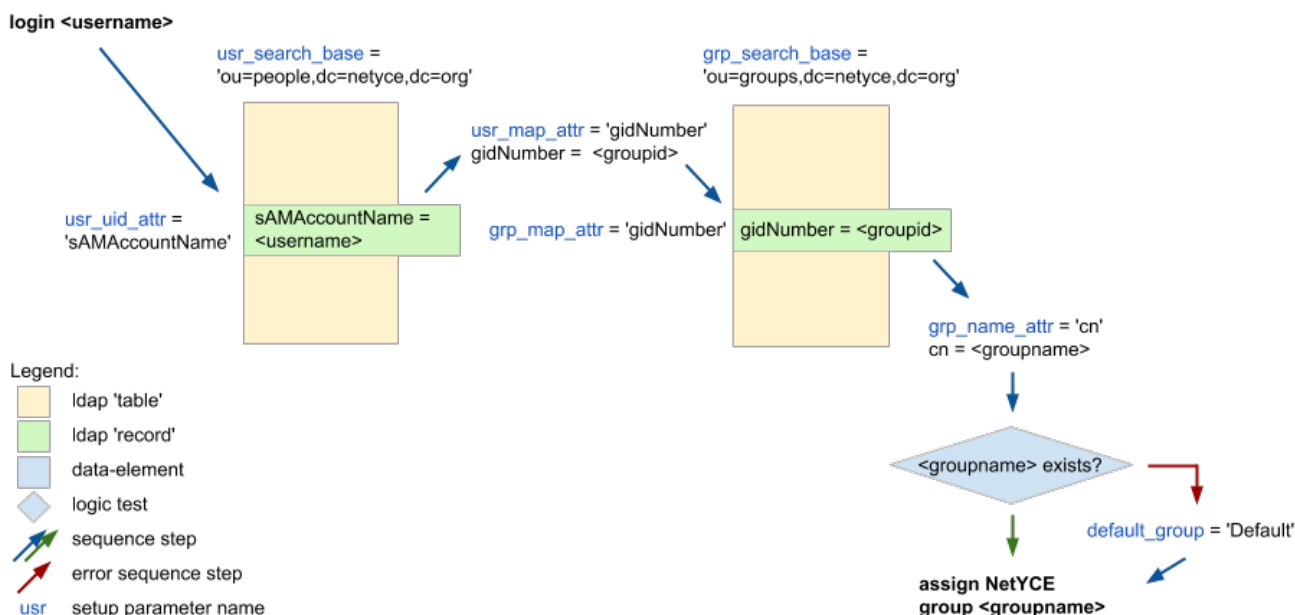 login <username>
usr_search_base =
'ou=people,dc=netyce,dc=org'
grp_search_base =
'ou=groups,dc=netyce,dc=org'
usr_map_attr = 'gidNumber'
gidNumber = <groupid>
usr_uid_attr =
'sAMAccountName'
sAMAccountName =
<username>
grp_map_attr = 'gidNumber'
gidNumber = <groupid>
grp_name_attr = 'cn'
cn = <groupname>
Legend:
ldap 'table'
ldap 'record'
data-element
logic test
sequence step
error sequence step
usr setup parameter name
<groupname> exists?
default_group = 'Default'
assign NetYCE
group <groupname>